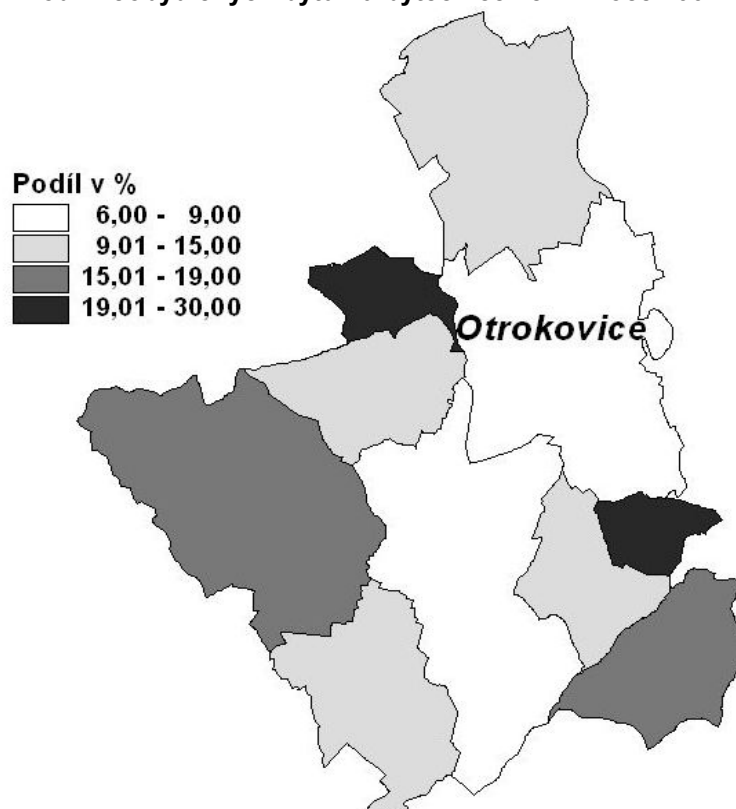 Podíl v %
6,00 - 9,00
9,01 - 15,00
15,01 - 19,00
19,01 - 30,00
Otrokovice